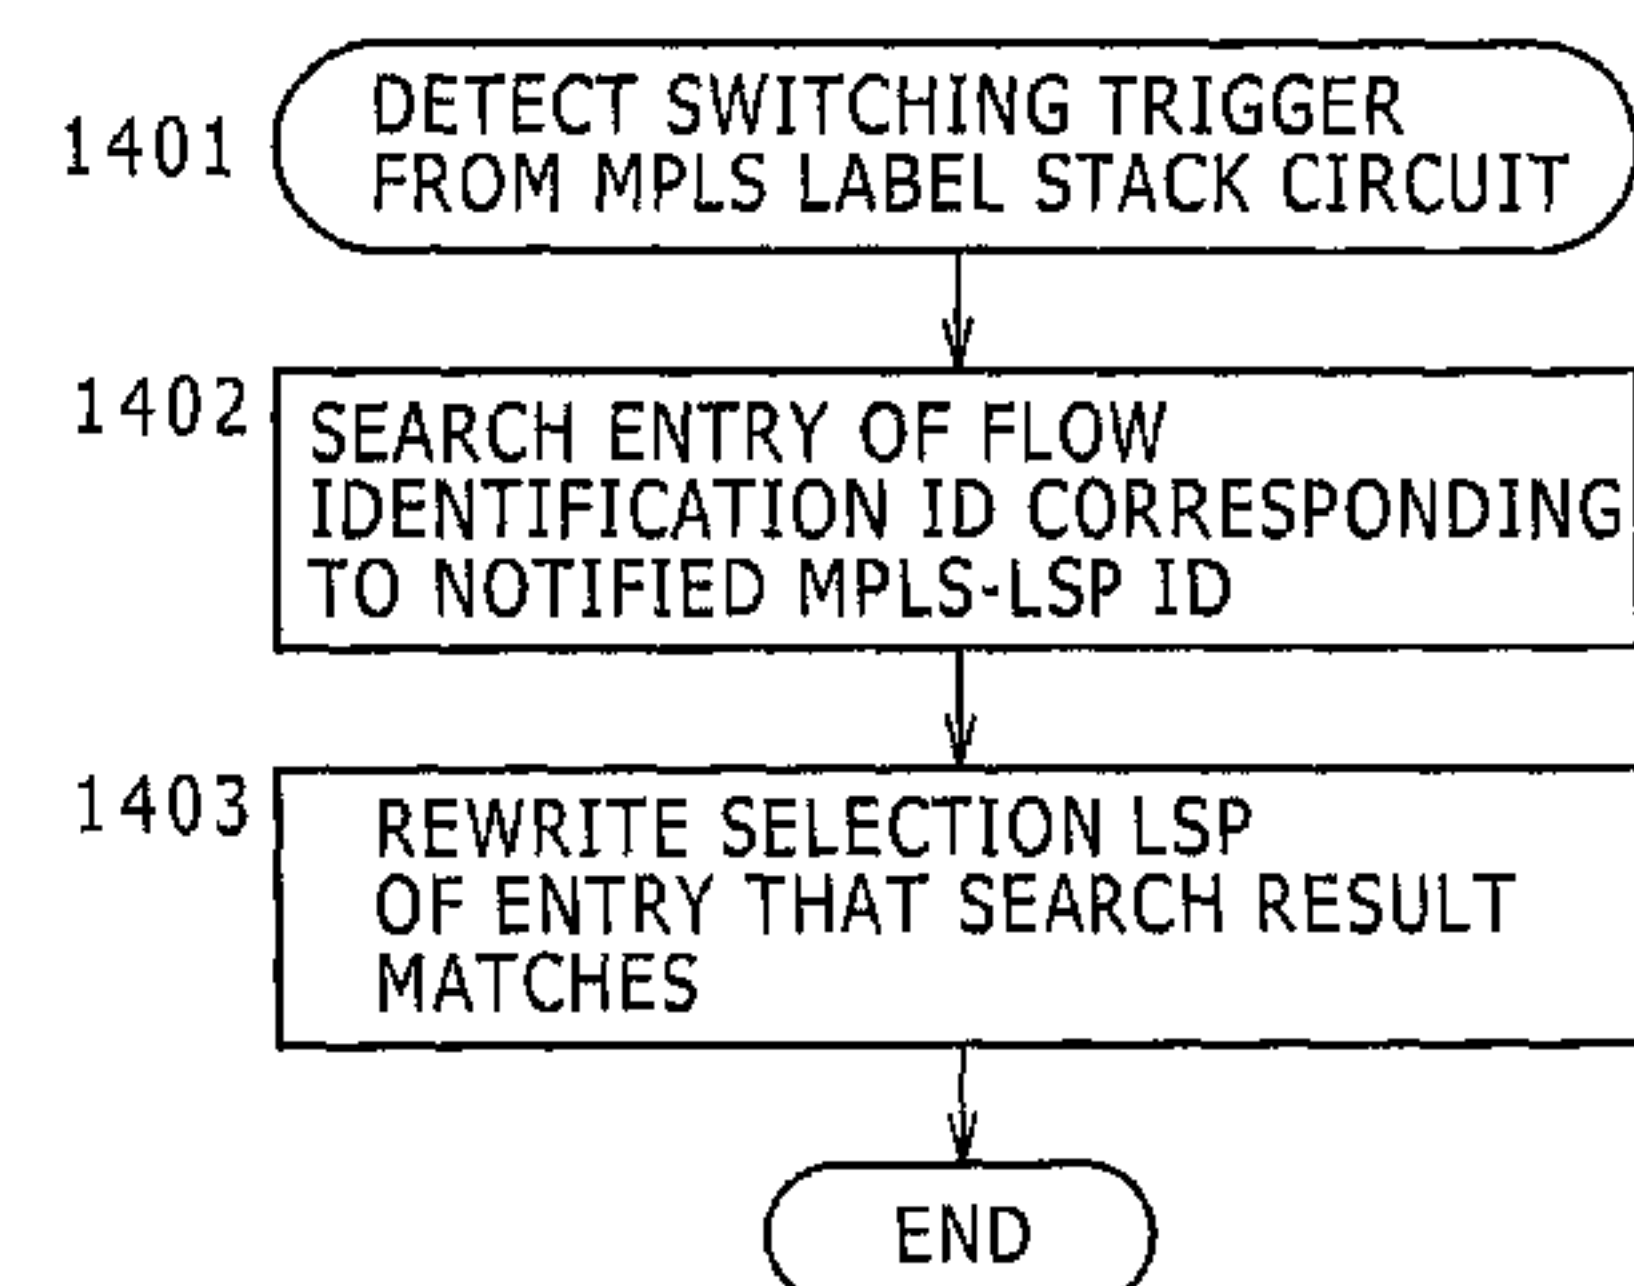 1401
DETECT SWITCHING TRIGGER
FROM MPLS LABEL STACK CIRCUIT
1402
SEARCH ENTRY OF FLOW
IDENTIFICATION ID CORRESPONDING
TO NOTIFIED MPLS-LSP ID
1403
REWRITE SELECTION LSP
OF ENTRY THAT SEARCH RESULT
MATCHES
END